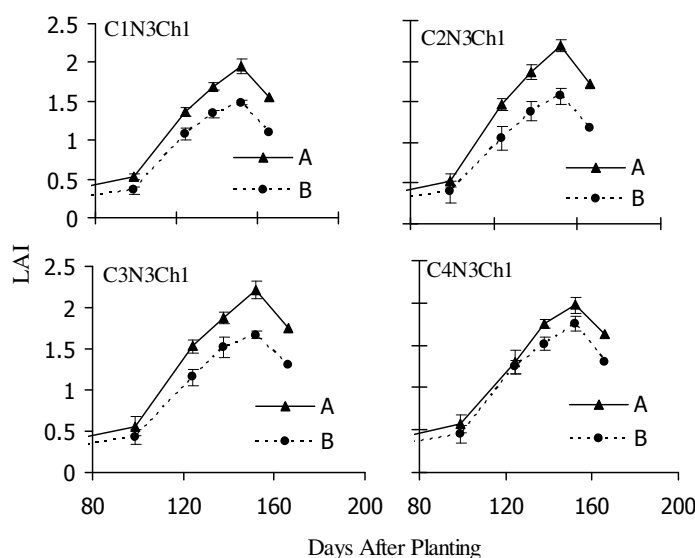 C1N3Ch1
2.5
2
1.5
1
0.5
0
A
B
C2N3Ch1
A
B
LAI
C3N3Ch1
2.5
2
1.5
1
0.5
0
A
B
80 120 160 200
C4N3Ch1
A
B
80 120 160 200
Days After Planting